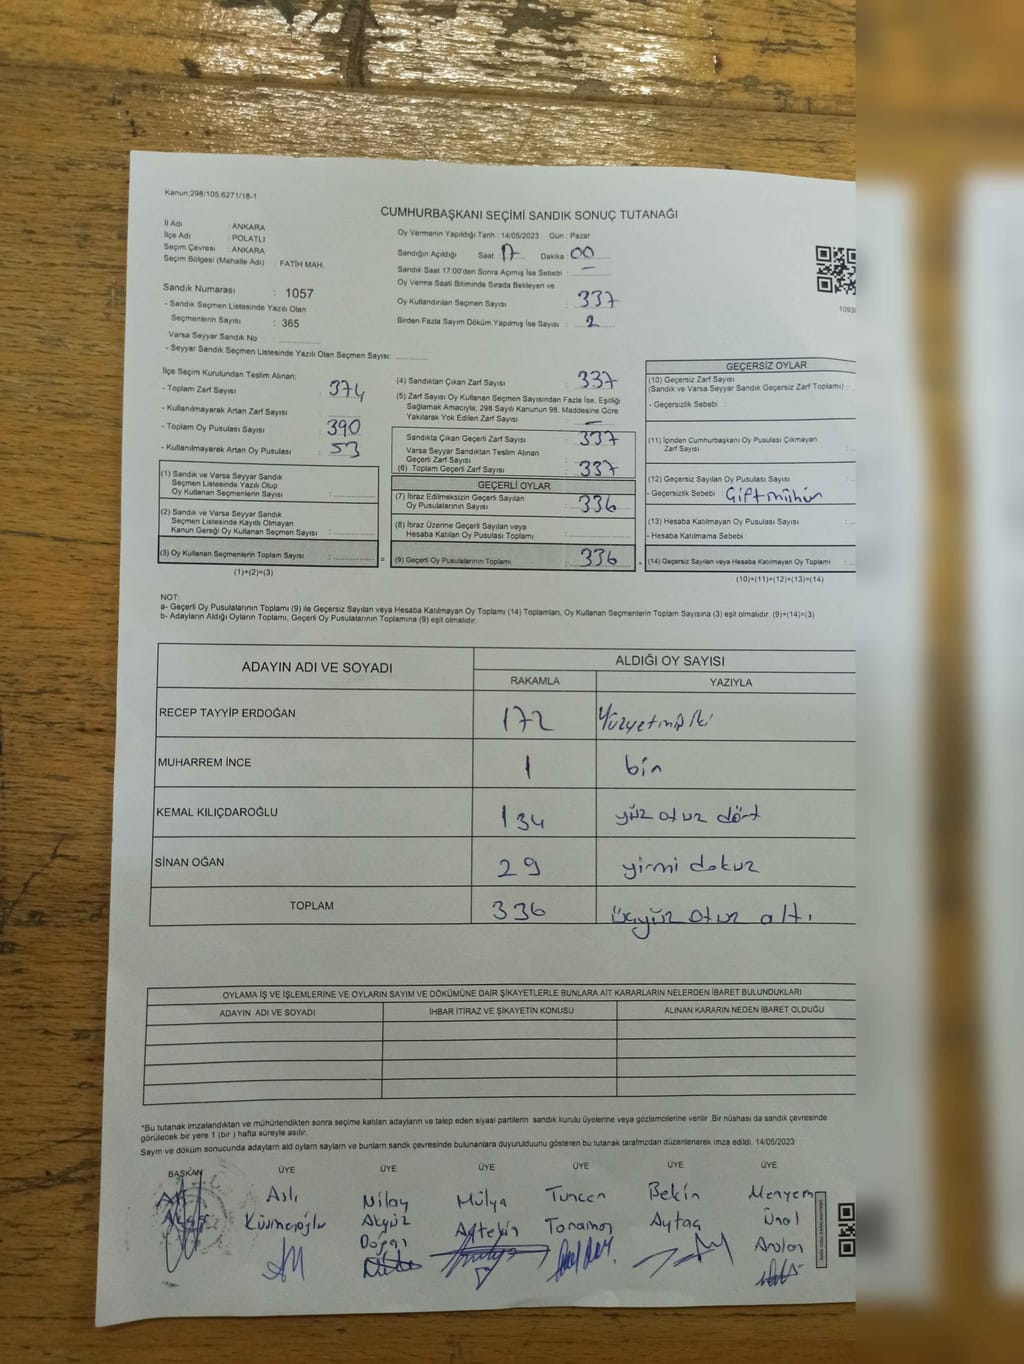 Kanun;298/105;6271/18-1
CUMHURBAŞKANI SEÇİMİ SANDIK SONUÇ TUTANAĞI
İl Adı : ANKARA
İlçe Adı : POLATLI
Seçim Çevresi : ANKARA
Seçim Bölgesi (Mahalle Adı) : FATİH MAH.
Sandık Numarası : 1057
- Sandık Seçmen Listesinde Yazılı Olan
Seçmenlerin Sayısı : 365
Varsa Seyyar Sandık No :
- Seyyar Sandık Seçmen Listesinde Yazılı Olan Seçmen Sayısı:
Oy Vermenin Yapıldığı Tarih : 14/05/2023 Gün : Pazar
Sandığın Açıldığı Saat : 17 Dakika : 00
Sandık Saat 17:00'den Sonra Açımış İse Sebebi : —
Oy Verme Saati Bitiminde Sırada Bekleyen ve
Oy Kullandırılan Seçmen Sayısı : 337
Birden Fazla Sayım Döküm Yapılmış İse Sayısı : 2
1093
İlçe Seçim Kurulundan Teslim Alınan;
- Toplam Zarf Sayısı : 374
- Kullanılmayarak Artan Zarf Sayısı :
- Toplam Oy Pusulası Sayısı : 390
- Kullanılmayarak Artan Oy Pusulası : 53
(1) Sandık ve Varsa Seyyar Sandık
Seçmen Listesinde Yazılı Olup
Oy Kullanan Seçmenlerin Sayısı :
(2) Sandık ve Varsa Seyyar Sandık
Seçmen Listesinde Kayıtlı Olmayan
Kanun Gereği Oy Kullanan Seçmen Sayısı :
(3) Oy Kullanan Seçmenlerin Toplam Sayısı : =
(1)+(2)=(3)
(4) Sandıktan Çıkan Zarf Sayısı : 337
(5) Zarf Sayısı Oy Kullanan Seçmen Sayısından Fazla İse, Eşitliği
Sağlamak Amacıyla; 298 Sayılı Kanunun 98. Maddesine Göre
Yakılarak Yok Edilen Zarf Sayısı : —
Sandıkta Çıkan Geçerli Zarf Sayısı : 337
Varsa Seyyar Sandıktan Teslim Alınan
Geçerli Zarf Sayısı :
(6) Toplam Geçerli Zarf Sayısı : 337
GEÇERLİ OYLAR
(7) İtiraz Edilmeksizin Geçerli Sayılan
Oy Pusulalarının Sayısı : 336
(8) İtiraz Üzerine Geçerli Sayılan veya
Hesaba Katılan Oy Pusulası Toplamı :
(9) Geçerli Oy Pusulalarının Toplamı : 336 +
GEÇERSİZ OYLAR
(10) Geçersiz Zarf Sayısı
(Sandık ve Varsa Seyyar Sandık Geçersiz Zarf Toplamı) :
- Geçersizlik Sebebi :
(11) İçinden Cumhurbaşkanı Oy Pusulası Çıkmayan
Zarf Sayısı :
(12) Geçersiz Sayılan Oy Pusulası Sayısı :
- Geçersizlik Sebebi : Çift mühür
(13) Hesaba Katılmayan Oy Pusulası Sayısı :
- Hesaba Katılmama Sebebi :
(14) Geçersiz Sayılan veya Hesaba Katılmayan Oy Toplamı :
(10)+(11)+(12)+(13)=(14)
NOT:
a- Geçerli Oy Pusulalarının Toplamı (9) ile Geçersiz Sayılan veya Hesaba Katılmayan Oy Toplamı (14) Toplamları, Oy Kullanan Seçmenlerin Toplam Sayısına (3) eşit olmalıdır. (9)+(14)=(3)
b- Adayların Aldığı Oyların Toplamı, Geçerli Oy Pusulalarının Toplamına (9) eşit olmalıdır.
ADAYIN ADI VE SOYADI ALDIĞI OY SAYISI
RAKAMLA YAZIYLA
RECEP TAYYİP ERDOĞAN 172 Yüzyetmiş iki
MUHARREM İNCE 1 bin
KEMAL KILIÇDAROĞLU 134 yüz otuz dört
SİNAN OĞAN 29 yirmi dokuz
TOPLAM 336 üçyüz otuz altı
OYLAMA İŞ VE İŞLEMLERİNE VE OYLARIN SAYIM VE DÖKÜMÜNE DAİR ŞİKAYETLERLE BUNLARA AİT KARARLARIN NELERDEN İBARET BULUNDUKLARI
ADAYIN ADI VE SOYADI İHBAR İTİRAZ VE ŞİKAYETİN KONUSU ALINAN KARARIN NEDEN İBARET OLDUĞU
*Bu tutanak imzalandıktan ve mühürlendikten sonra seçime katılan adayların ve talep eden siyasi partilerin sandık kurulu üyelerine veya gözlemcilerine verilir. Bir nüshası da sandık çevresinde
görülecek bir yere 1 (bir ) hafta süreyle asılır.
Sayım ve döküm sonucunda adayların ald oyların sayların ve bunların sandk çevresinde bulunanlara duyurulduunu gösteren bu tutanak tarafmzdan düzenlenerek imza edildi. 14/05/2023
BAŞKAN ÜYE ÜYE ÜYE ÜYE ÜYE ÜYE
Aslı Nilay Mülya Tuncen Bekin Meryem
Akgüz Aytaç Ünal
Doğan Arslan